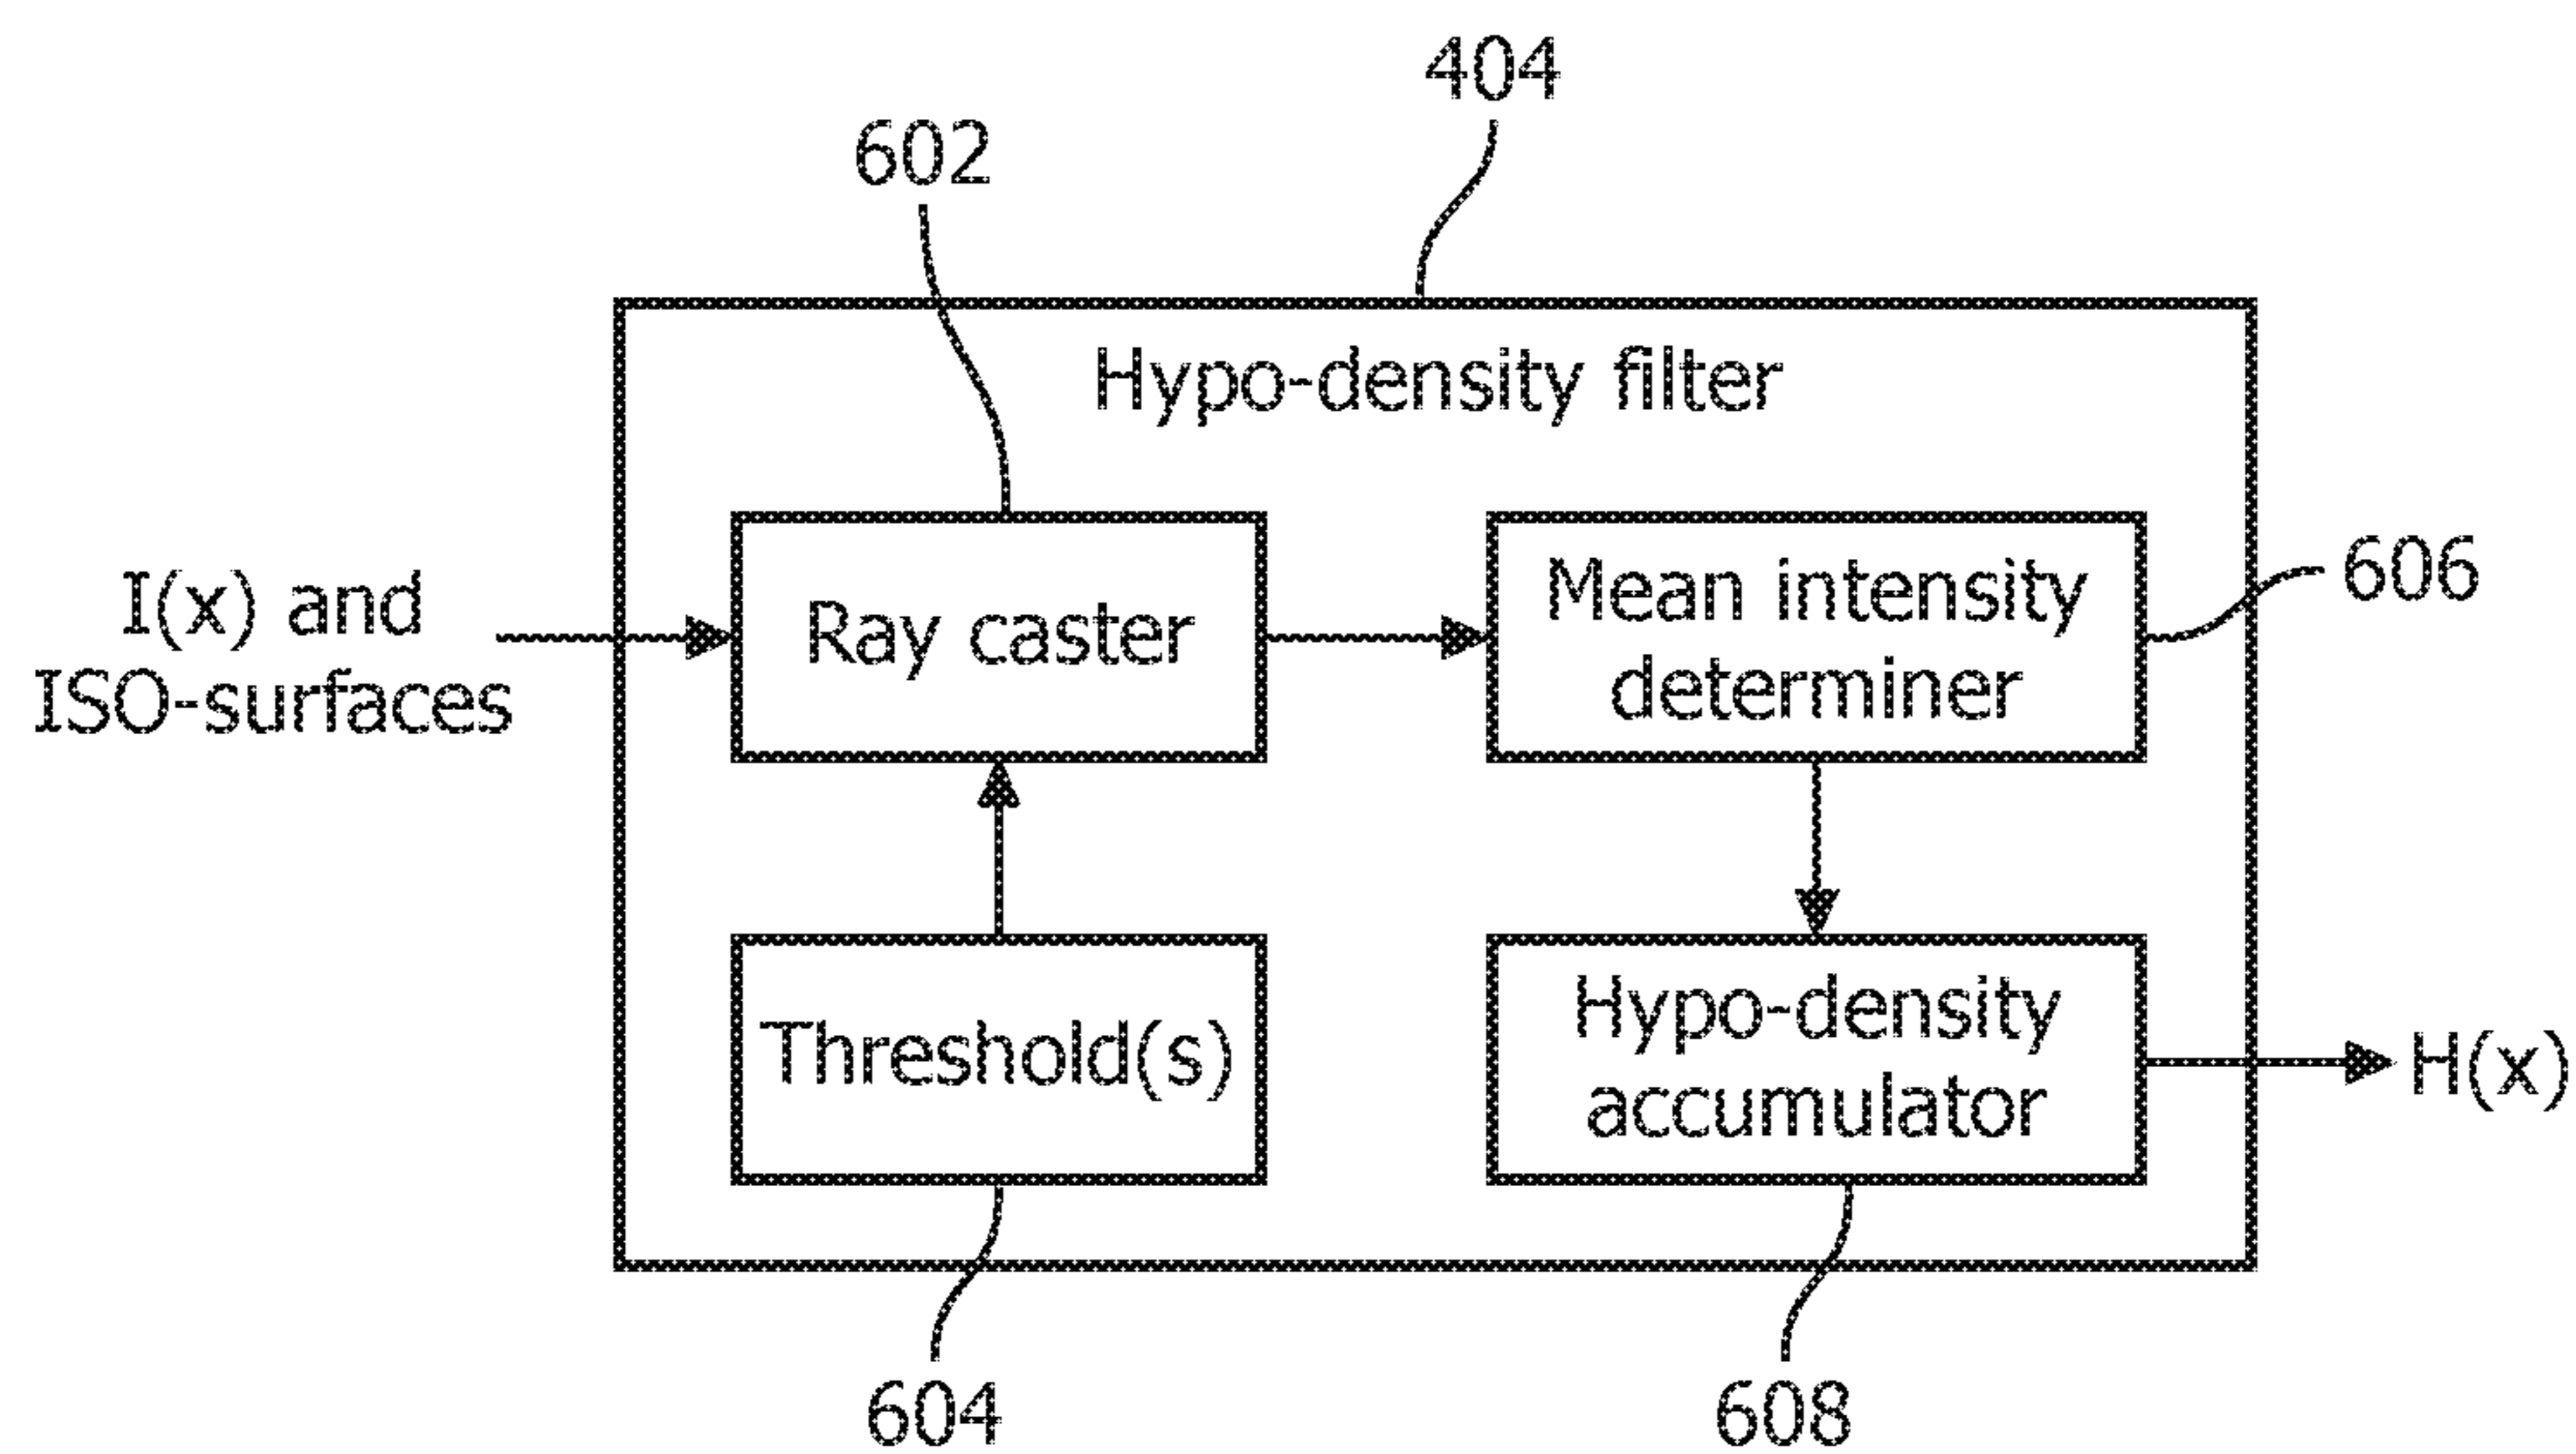 404
602
Hypo-density filter
I(x) and
ISO-surfaces
Ray caster
Mean intensity
determiner
606
Threshold(s)
Hypo-density
accumulator
H(x)
604
608